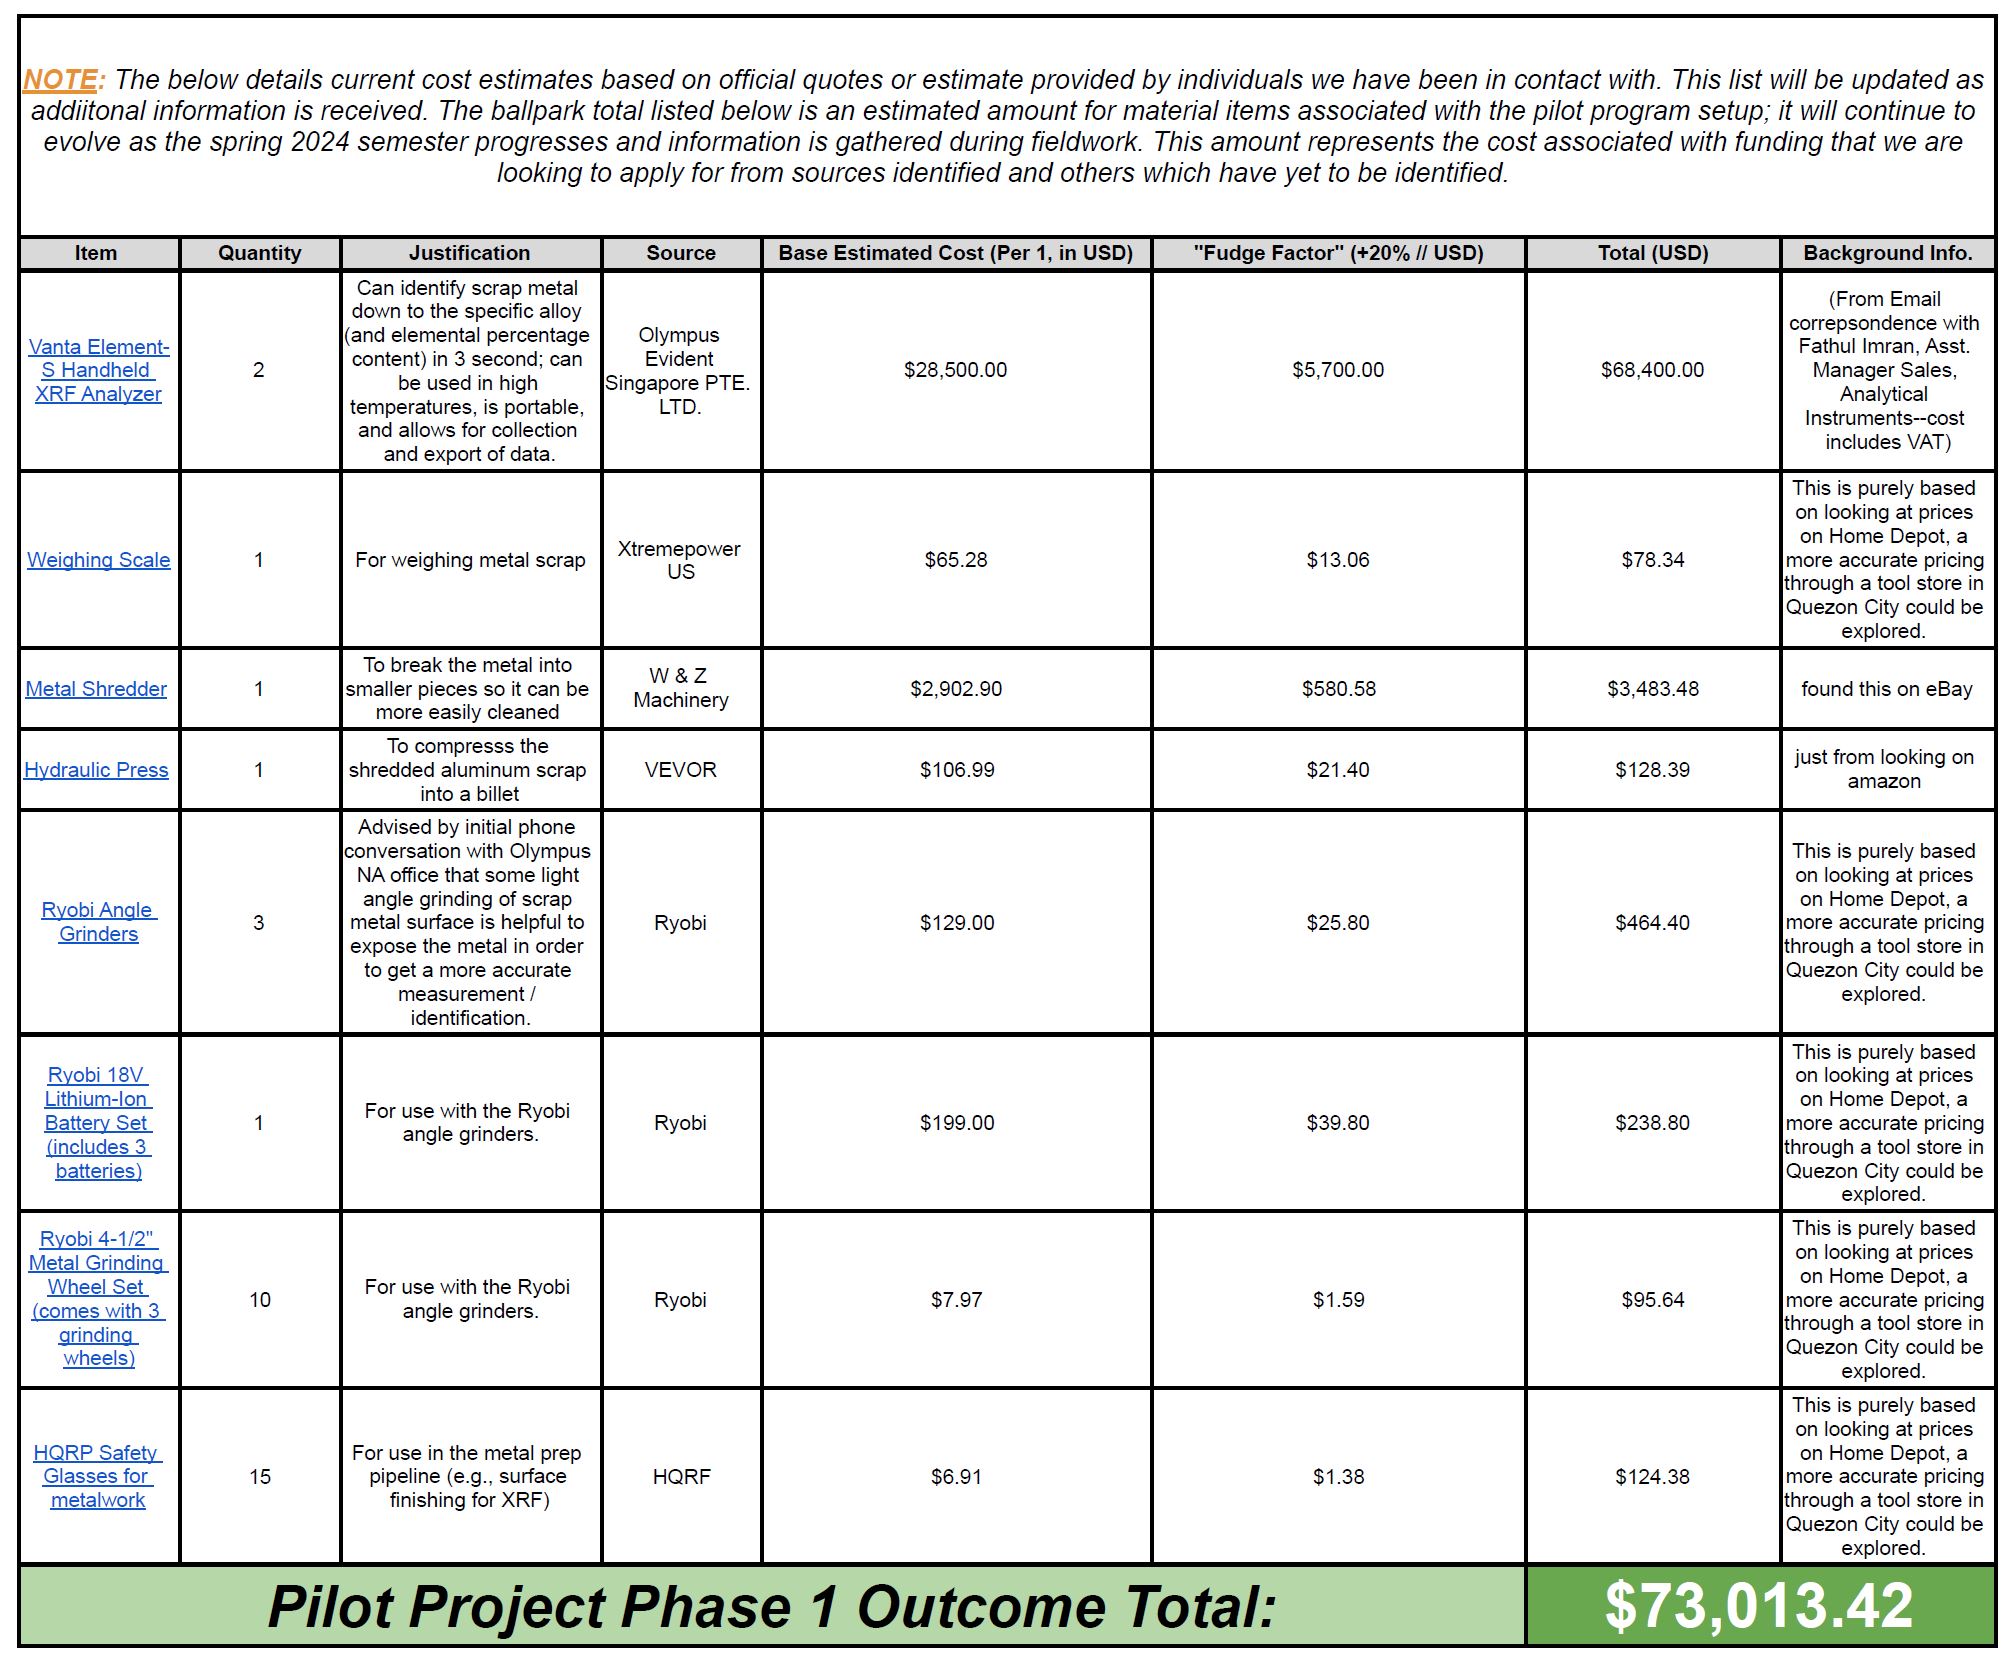 NOTE: The below details current cost estimates based on official quotes or estimate provided by individuals we have been in contact with. This list will be updated as
addiitonal information is received. The ballpark total listed below is an estimated amount for material items associated with the pilot program setup; it will continue to
evolve as the spring 2024 semester progresses and information is gathered during fieldwork. This amount represents the cost associated with funding that we are
looking to apply for from sources identified and others which have yet to be identified.
Item
Quantity
Justification
Source
Base Estimated Cost (Per 1, in USD)
"Fudge Factor" (+20% // USD)
Total (USD)
Background Info.
Vanta Element-
S Handheld
XRF Analyzer
2
Can identify scrap metal
down to the specific alloy
(and elemental percentage
content) in 3 second; can
be used in high
temperatures, is portable,
and allows for collection
and export of data.
Olympus
Evident
Singapore PTE.
LTD.
$28,500.00
$5,700.00
$68,400.00
(From Email
correpsondence with
Fathul Imran, Asst.
Manager Sales,
Analytical
Instruments--cost
includes VAT)
Weighing Scale
1
For weighing metal scrap
Xtremepower
US
$65.28
$13.06
$78.34
This is purely based
on looking at prices
on Home Depot, a
more accurate pricing
through a tool store in
Quezon City could be
explored.
Metal Shredder
1
To break the metal into
smaller pieces so it can be
more easily cleaned
W & Z
Machinery
$2,902.90
$580.58
$3,483.48
found this on eBay
Hydraulic Press
1
To compresss the
shredded aluminum scrap
into a billet
VEVOR
$106.99
$21.40
$128.39
just from looking on
amazon
Ryobi Angle
Grinders
3
Advised by initial phone
conversation with Olympus
NA office that some light
angle grinding of scrap
metal surface is helpful to
expose the metal in order
to get a more accurate
measurement /
identification.
Ryobi
$129.00
$25.80
$464.40
This is purely based
on looking at prices
on Home Depot, a
more accurate pricing
through a tool store in
Quezon City could be
explored.
Ryobi 18V
Lithium-Ion
Battery Set
(includes 3
batteries)
1
For use with the Ryobi
angle grinders.
Ryobi
$199.00
$39.80
$238.80
This is purely based
on looking at prices
on Home Depot, a
more accurate pricing
through a tool store in
Quezon City could be
explored.
Ryobi 4-1/2"
Metal Grinding
Wheel Set
(comes with 3
grinding
wheels)
10
For use with the Ryobi
angle grinders.
Ryobi
$7.97
$1.59
$95.64
This is purely based
on looking at prices
on Home Depot, a
more accurate pricing
through a tool store in
Quezon City could be
explored.
HQRP Safety
Glasses for
metalwork
15
For use in the metal prep
pipeline (e.g., surface
finishing for XRF)
HQRF
$6.91
$1.38
$124.38
This is purely based
on looking at prices
on Home Depot, a
more accurate pricing
through a tool store in
Quezon City could be
explored.
Pilot Project Phase 1 Outcome Total:
$73,013.42